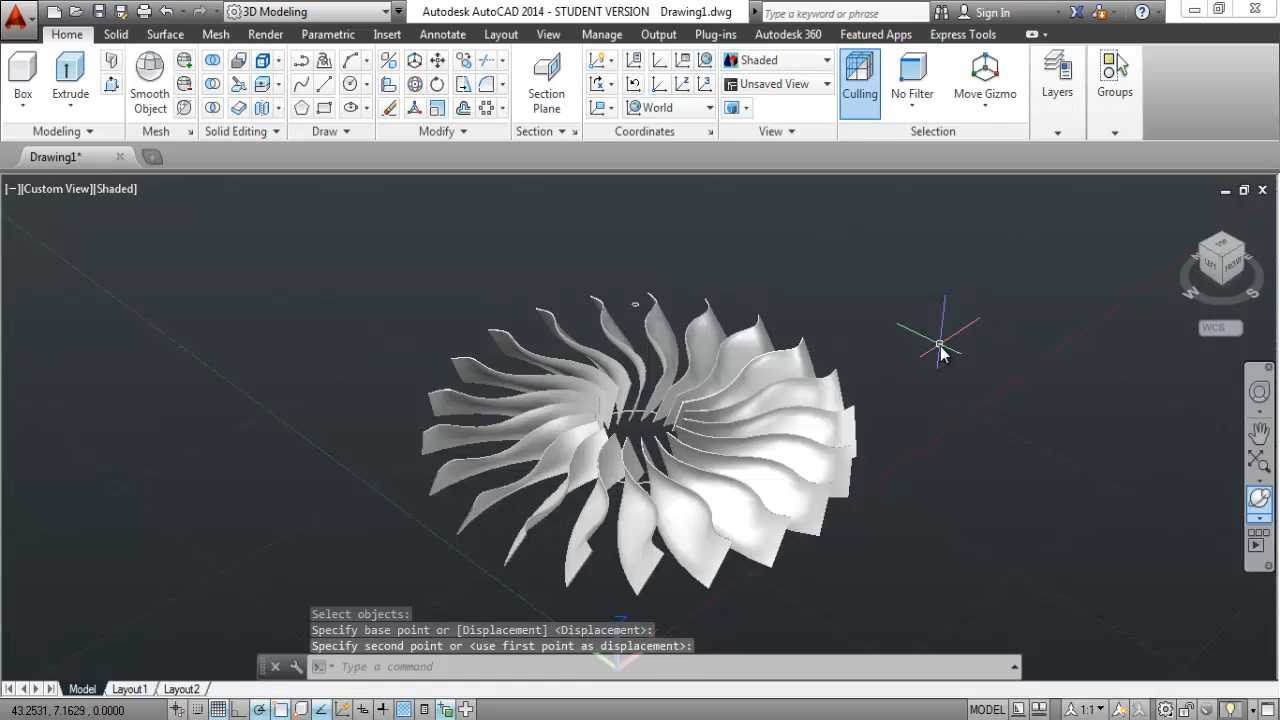 3D Modeling
Autodesk AutoCAD 2014 - STUDENT VERSION Drawing1.dwg
Type a keyword or phrase
Sign In
Home Solid Surface Mesh Render Parametric Insert Annotate Layout View Manage Output Plug-ins Autodesk 360 Featured Apps Express Tools
Box
Extrude
Smooth
Object
Section
Plane
World
Shaded
Unsaved View
Culling
No Filter
Move Gizmo
Layers
Groups
Modeling Mesh Solid Editing Draw Modify Section Coordinates View Selection
Drawing1*
[−][Custom View][Shaded]
TOP
LEFT
FRONT
W
S
WCS
Select objects:
Specify base point or [Displacement] <Displacement>:
Specify second point or <use first point as displacement>:
Z
Type a command
Model Layout1 Layout2
43.2531, 7.1629, 0.0000
MODEL
1:1